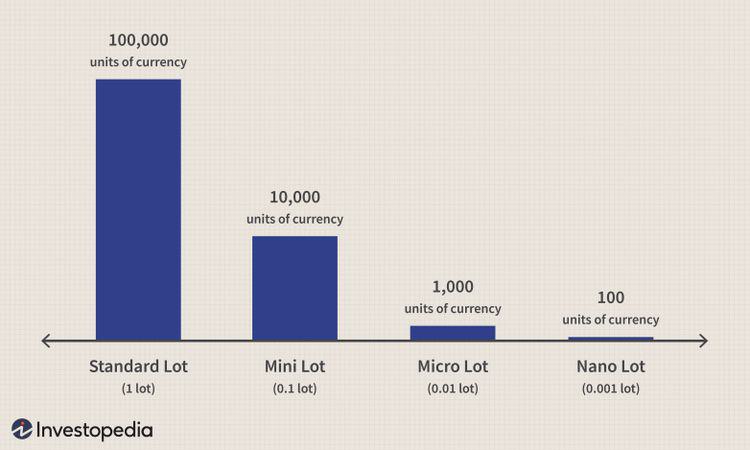 100,000
units of currency
10,000
units of currency
1,000
units of currency
100
units of currency
Standard Lot
(1 lot)
Mini Lot
(0.1 lot)
Micro Lot
(0.01 lot)
Nano Lot
(0.001 lot)
Investopedia